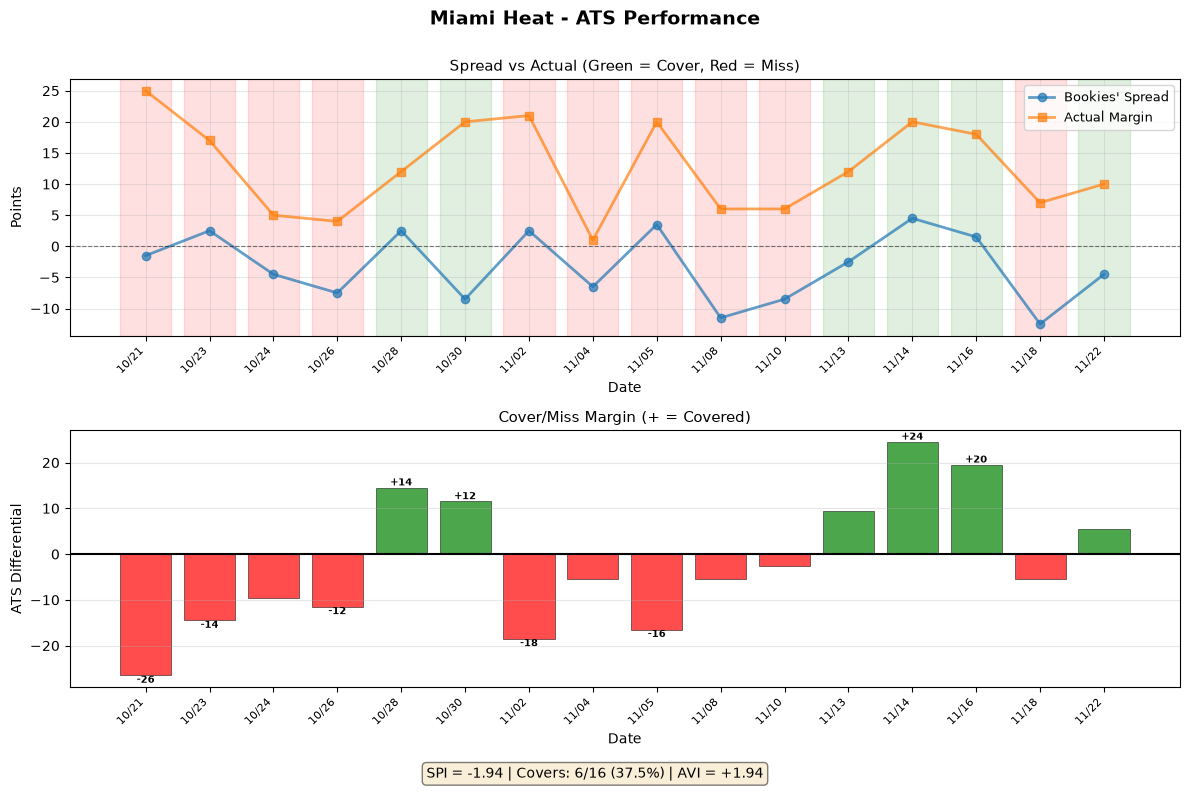 Miami Heat - ATS Performance
Spread vs Actual (Green = Cover, Red = Miss)
Bookies' Spread
Actual Margin
Points
25
20
15
10
5
0
−5
−10
10/21 10/23 10/24 10/26 10/28 10/30 11/02 11/04 11/05 11/08 11/10 11/13 11/14 11/16 11/18 11/22
Date
Cover/Miss Margin (+ = Covered)
ATS Differential
20
10
0
−10
−20
-26 -14 -12 +14 +12 -18 -16 +24 +20
10/21 10/23 10/24 10/26 10/28 10/30 11/02 11/04 11/05 11/08 11/10 11/13 11/14 11/16 11/18 11/22
Date
SPI = -1.94 | Covers: 6/16 (37.5%) | AVI = +1.94